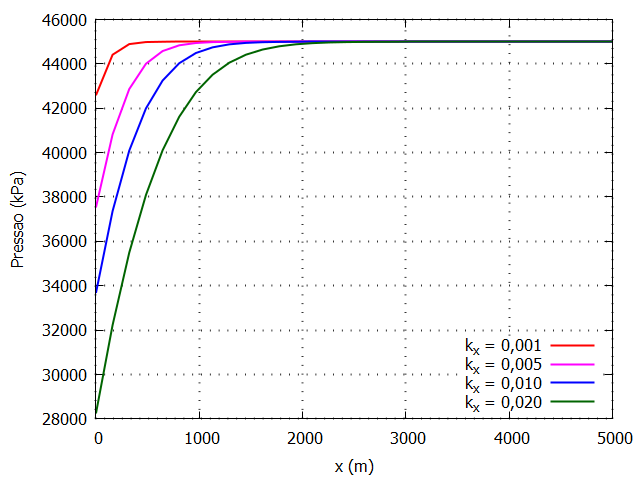 46000
44000
42000
40000
38000
36000
34000
32000
30000
28000
Pressao (kPa)
kx = 0,001
kx = 0,005
kx = 0,010
kx = 0,020
0 1000 2000 3000 4000 5000
x (m)